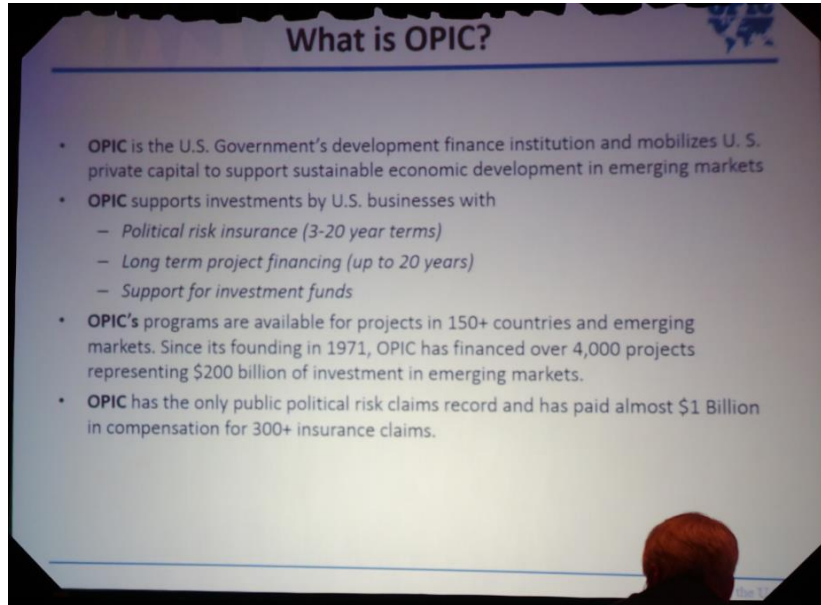 What is OPIC?
• OPIC is the U.S. Government's development finance institution and mobilizes U. S.
private capital to support sustainable economic development in emerging markets
• OPIC supports investments by U.S. businesses with
– Political risk insurance (3-20 year terms)
– Long term project financing (up to 20 years)
– Support for investment funds
• OPIC's programs are available for projects in 150+ countries and emerging
markets. Since its founding in 1971, OPIC has financed over 4,000 projects
representing $200 billion of investment in emerging markets.
• OPIC has the only public political risk claims record and has paid almost $1 Billion
in compensation for 300+ insurance claims.
the